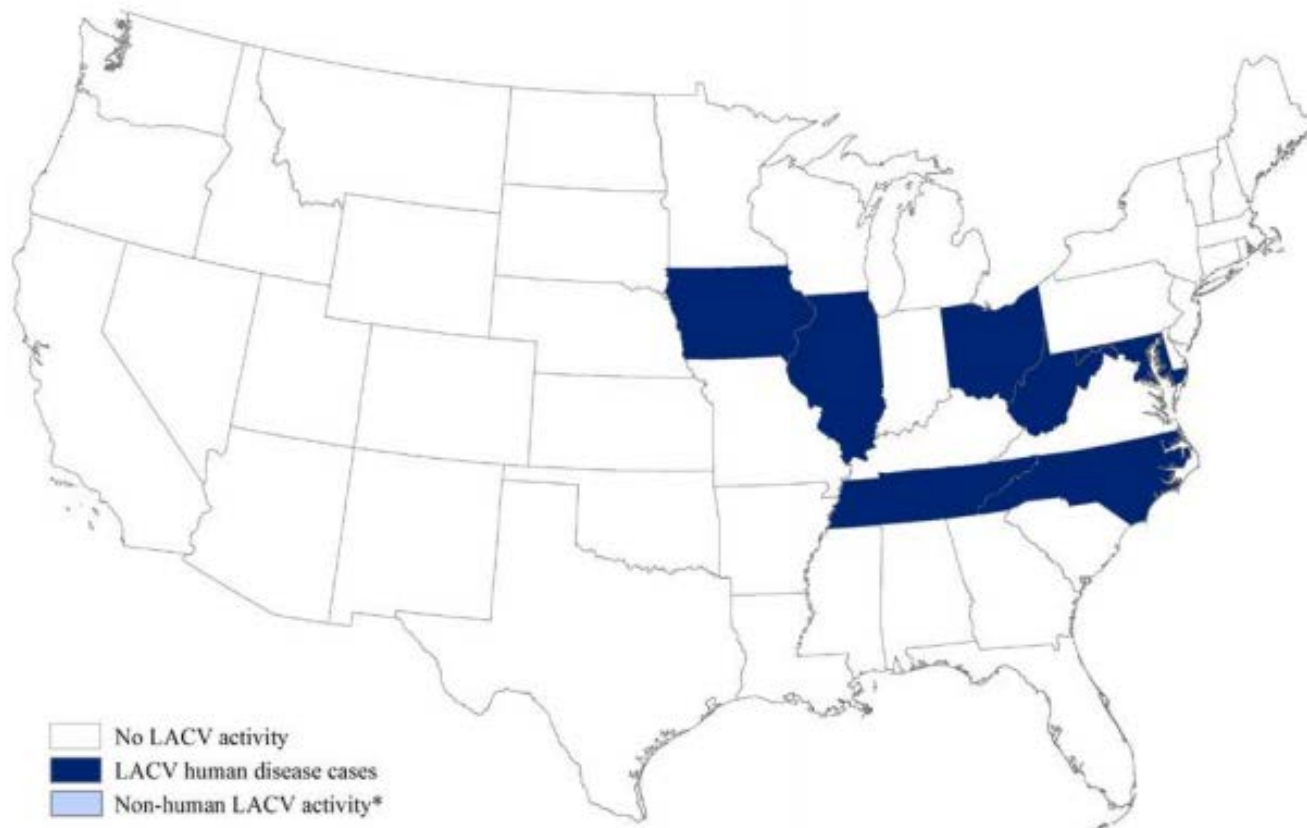 No LACV activity
LACV human disease cases
Non-human LACV activity*